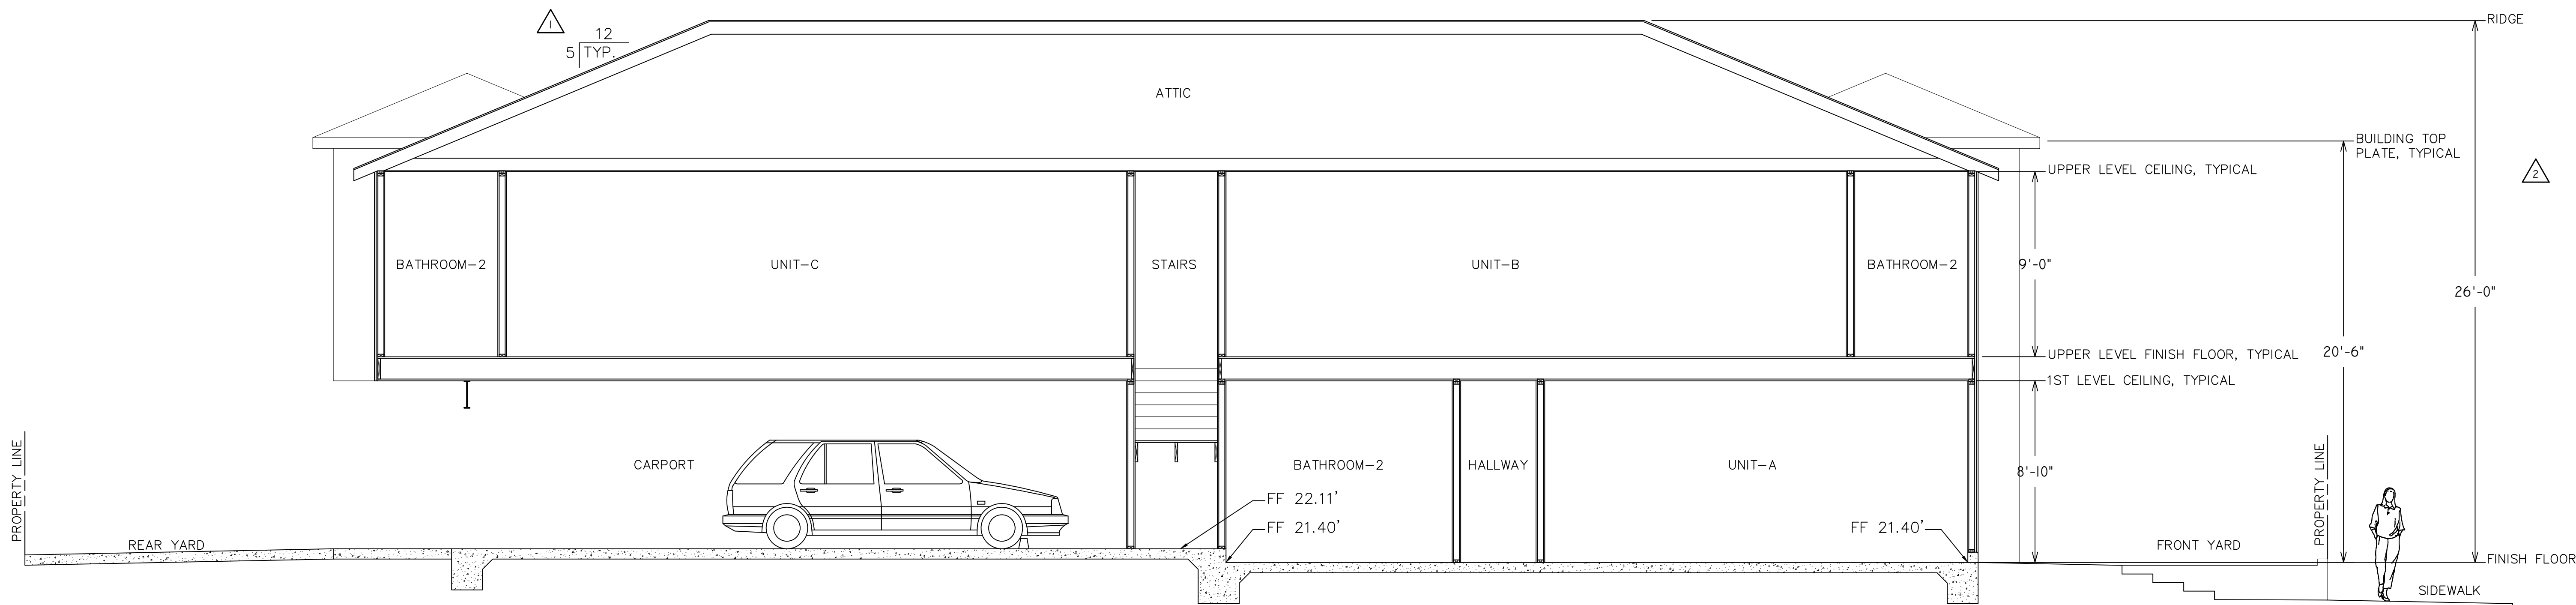 RIDGE
1
12
5 TYP.
ATTIC
BUILDING TOP
PLATE, TYPICAL
UPPER LEVEL CEILING, TYPICAL
2
BATHROOM-2
UNIT-C
STAIRS
UNIT-B
BATHROOM-2
9'-0"
26'-0"
UPPER LEVEL FINISH FLOOR, TYPICAL
20'-6"
1ST LEVEL CEILING, TYPICAL
PROPERTY LINE
CARPORT
BATHROOM-2
HALLWAY
UNIT-A
8'-10"
PROPERTY LINE
FF 22.11'
FF 21.40'
FF 21.40'
REAR YARD
FRONT YARD
FINISH FLOOR
SIDEWALK